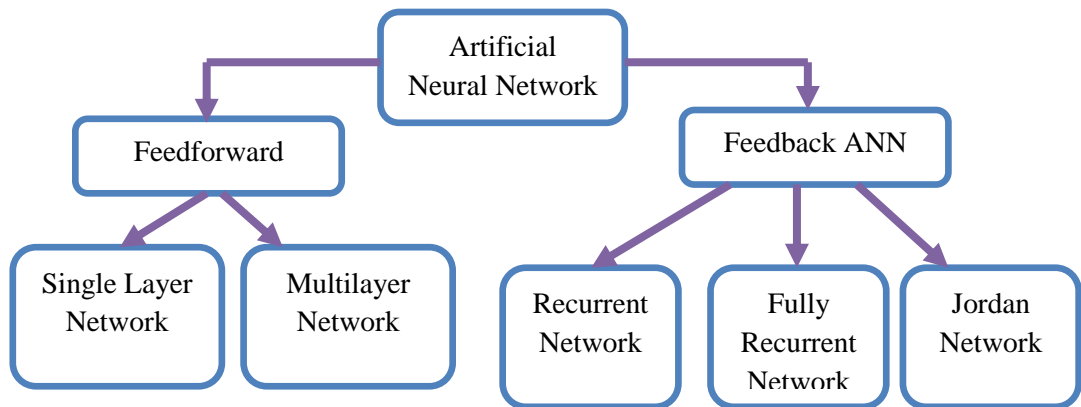 Artificial
Neural Network
Feedforward
Feedback ANN
Single Layer
Network
Multilayer
Network
Recurrent
Network
Fully
Recurrent
Network
Jordan
Network